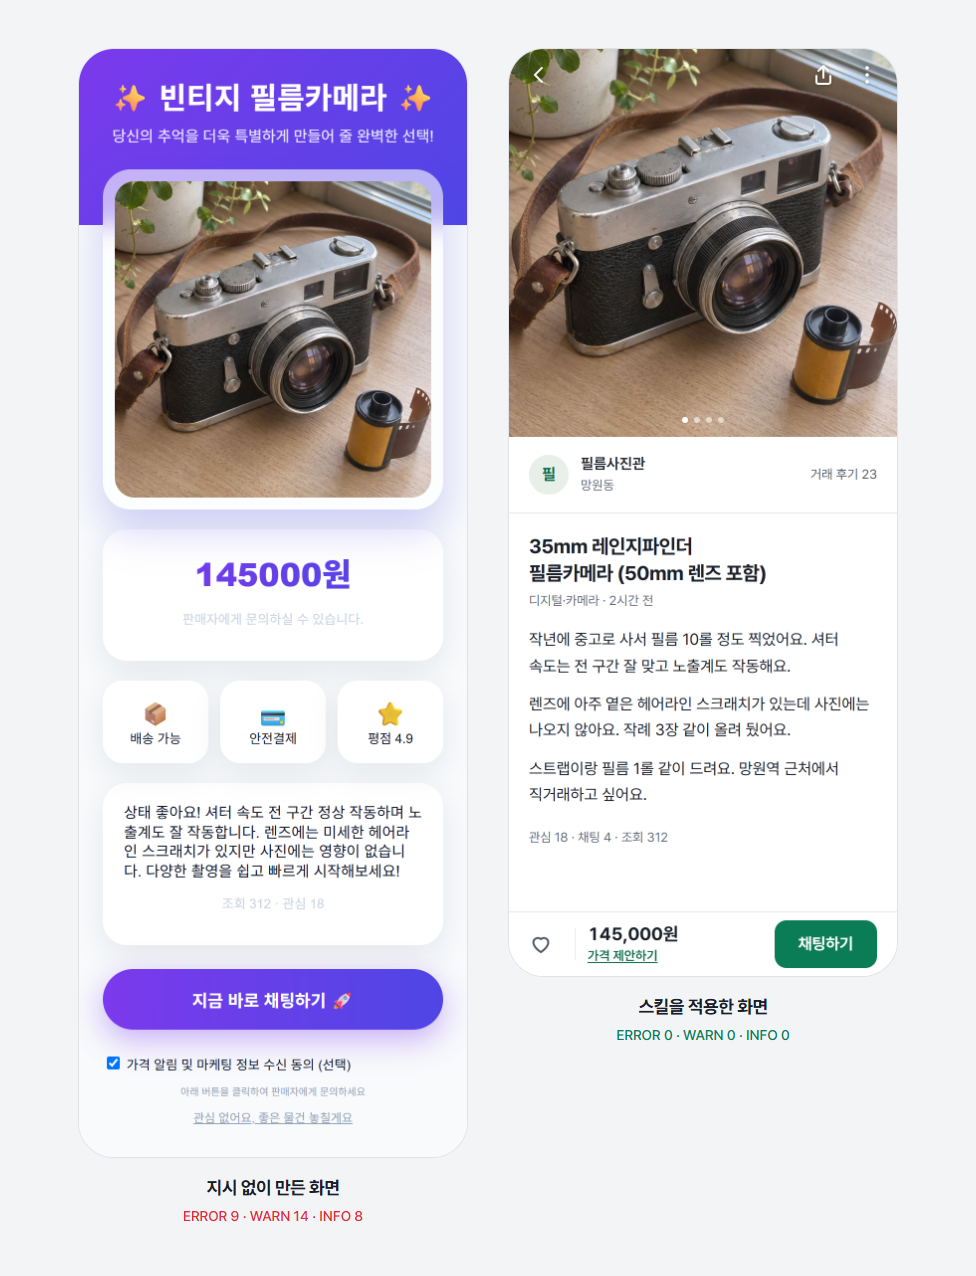 ✨ 빈티지 필름카메라 ✨
당신의 추억을 더욱 특별하게 만들어 줄 완벽한 선택!
145000원
판매자에게 문의하실 수 있습니다.
배송 가능
안전결제
평점 4.9
상태 좋아요! 셔터 속도 전 구간 정상 작동하며 노
출계도 잘 작동합니다. 렌즈에는 미세한 헤어라
인 스크래치가 있지만 사진에는 영향이 없습니
다. 다양한 촬영을 쉽고 빠르게 시작해보세요!
조회 312 · 관심 18
지금 바로 채팅하기 🚀
가격 알림 및 마케팅 정보 수신 동의 (선택)
아래 버튼을 클릭하여 판매자에게 문의하세요
관심 없어요, 좋은 물건 놓칠게요
지시 없이 만든 화면
ERROR 9 · WARN 14 · INFO 8
필
필름사진관
망원동
거래 후기 23
35mm 레인지파인더
필름카메라 (50mm 렌즈 포함)
디지털·카메라 · 2시간 전
작년에 중고로 사서 필름 10롤 정도 찍었어요. 셔터
속도는 전 구간 잘 맞고 노출계도 작동해요.
렌즈에 아주 옅은 헤어라인 스크래치가 있는데 사진에는
나오지 않아요. 작례 3장 같이 올려 뒀어요.
스트랩이랑 필름 1롤 같이 드려요. 망원역 근처에서
직거래하고 싶어요.
관심 18 · 채팅 4 · 조회 312
145,000원
가격 제안하기
채팅하기
스킬을 적용한 화면
ERROR 0 · WARN 0 · INFO 0